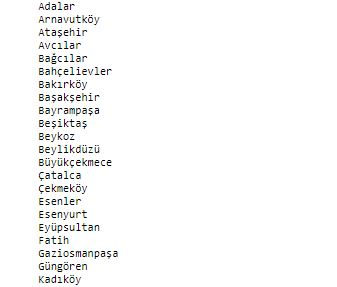 Adalar
Arnavutköy
Ataşehir
Avcılar
Bağcılar
Bahçelievler
Bakırköy
Başakşehir
Bayrampaşa
Beşiktaş
Beykoz
Beylikdüzü
Büyükçekmece
Çatalca
Çekmeköy
Esenler
Esenyurt
Eyüpsultan
Fatih
Gaziosmanpaşa
Güngören
Kadıköy